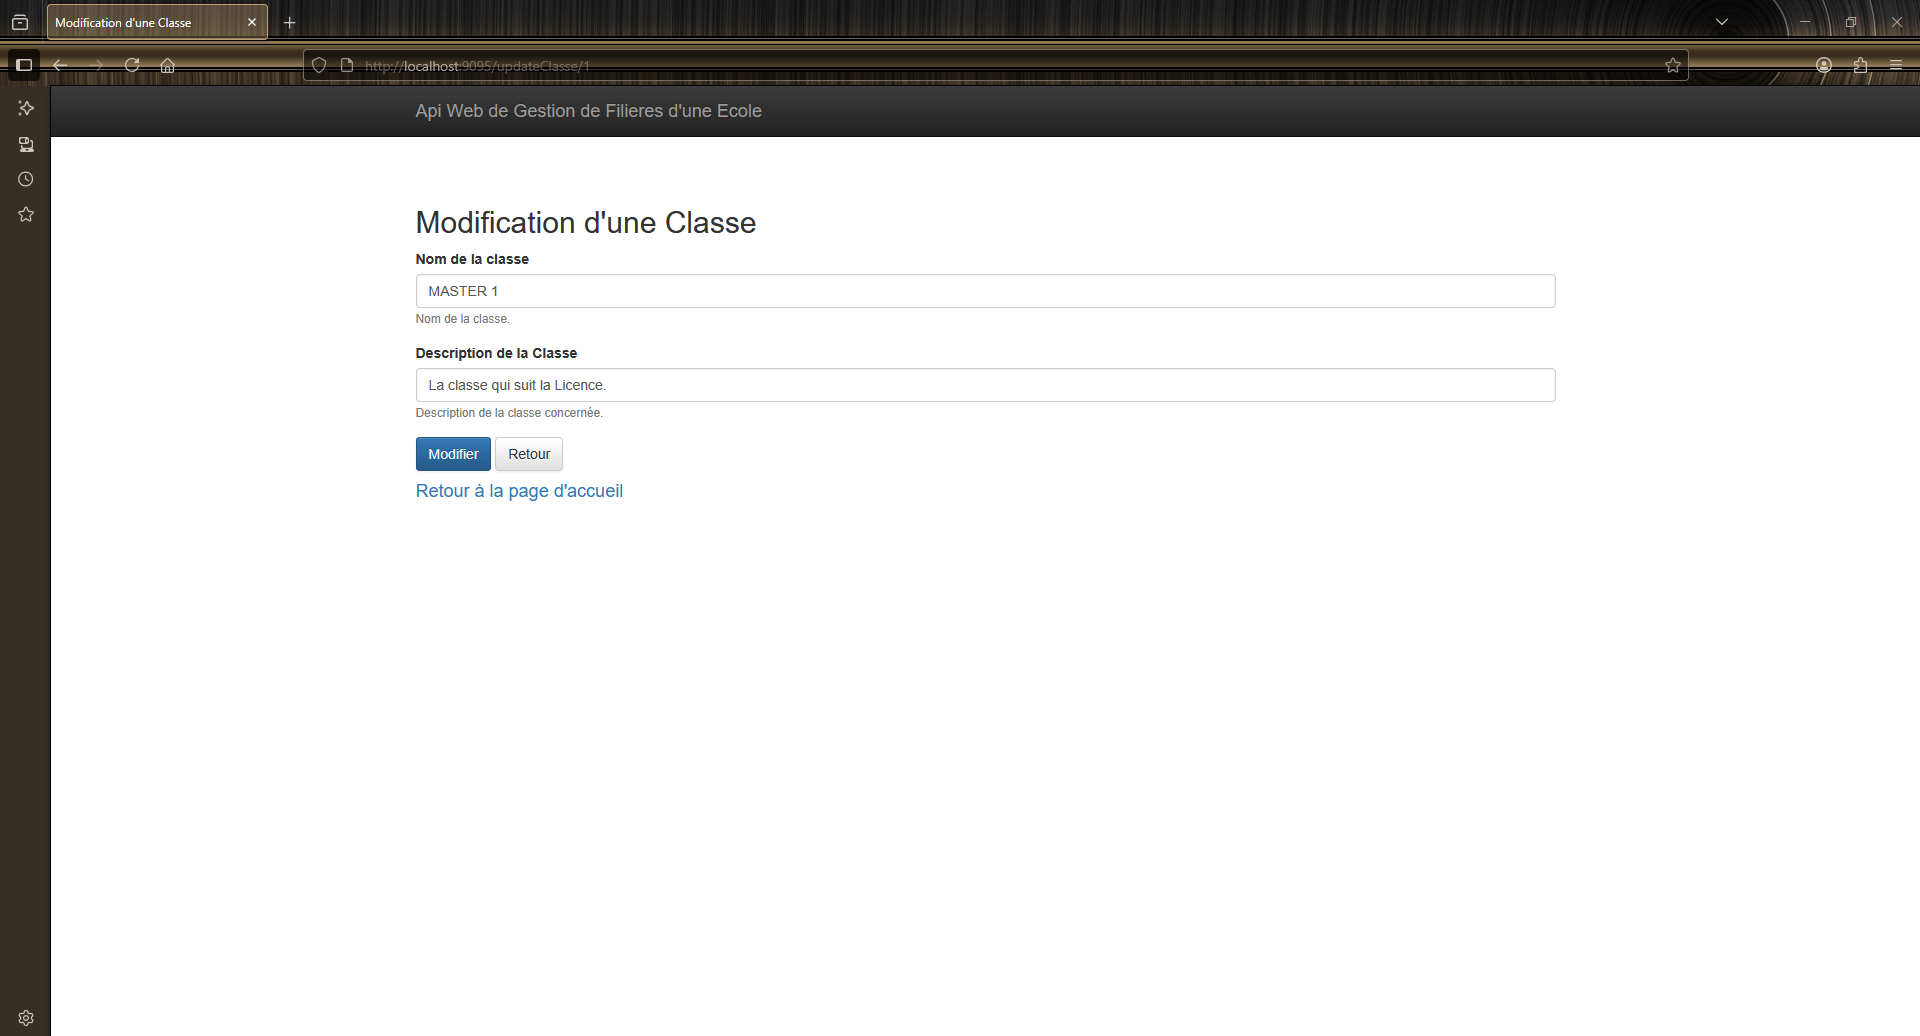 Modification d'une Classe
http://localhost:9095/updateClasse/1
Api Web de Gestion de Filieres d'une Ecole
Modification d'une Classe
Nom de la classe
MASTER 1
Nom de la classe.
Description de la Classe
La classe qui suit la Licence.
Description de la classe concernée.
Modifier Retour
Retour à la page d'accueil